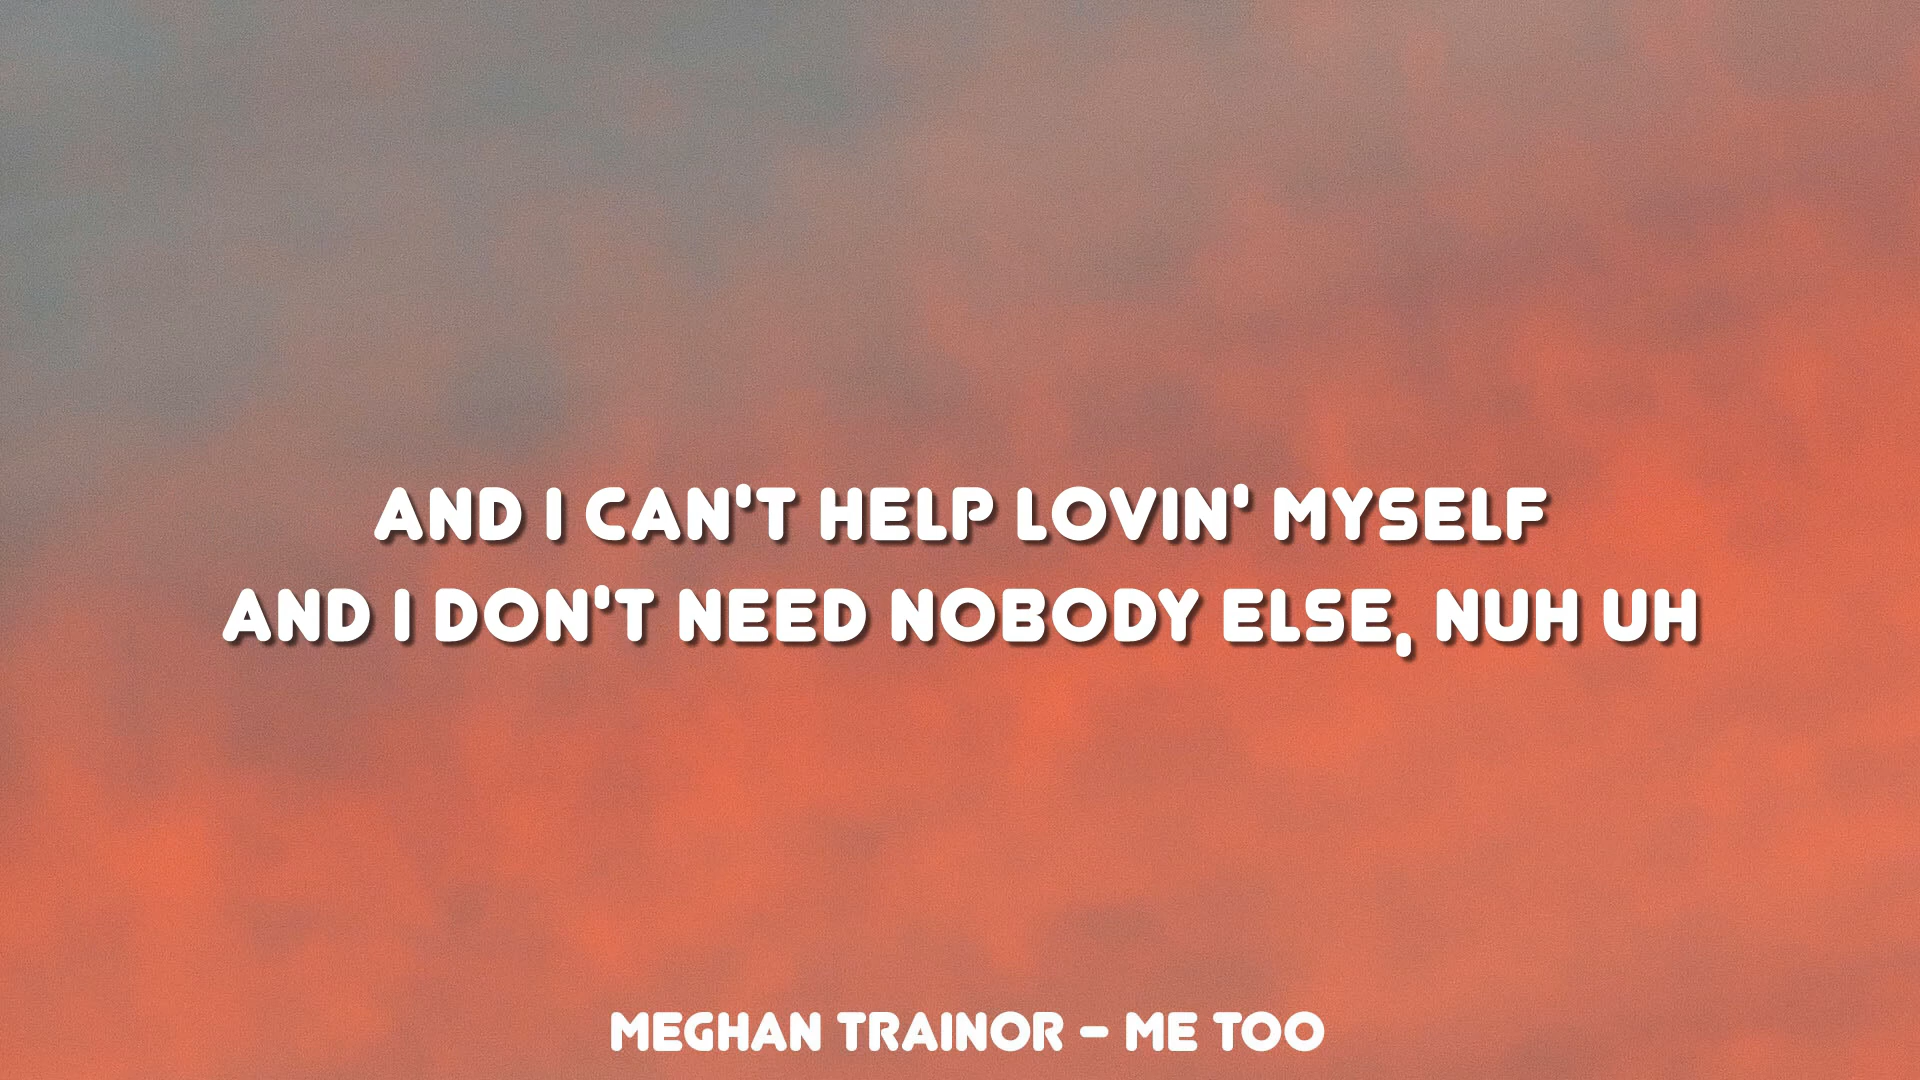 AND I CAN'T HELP LOVIN' MYSELF
AND I DON'T NEED NOBODY ELSE, NUH UH
MEGHAN TRAINOR - ME TOO